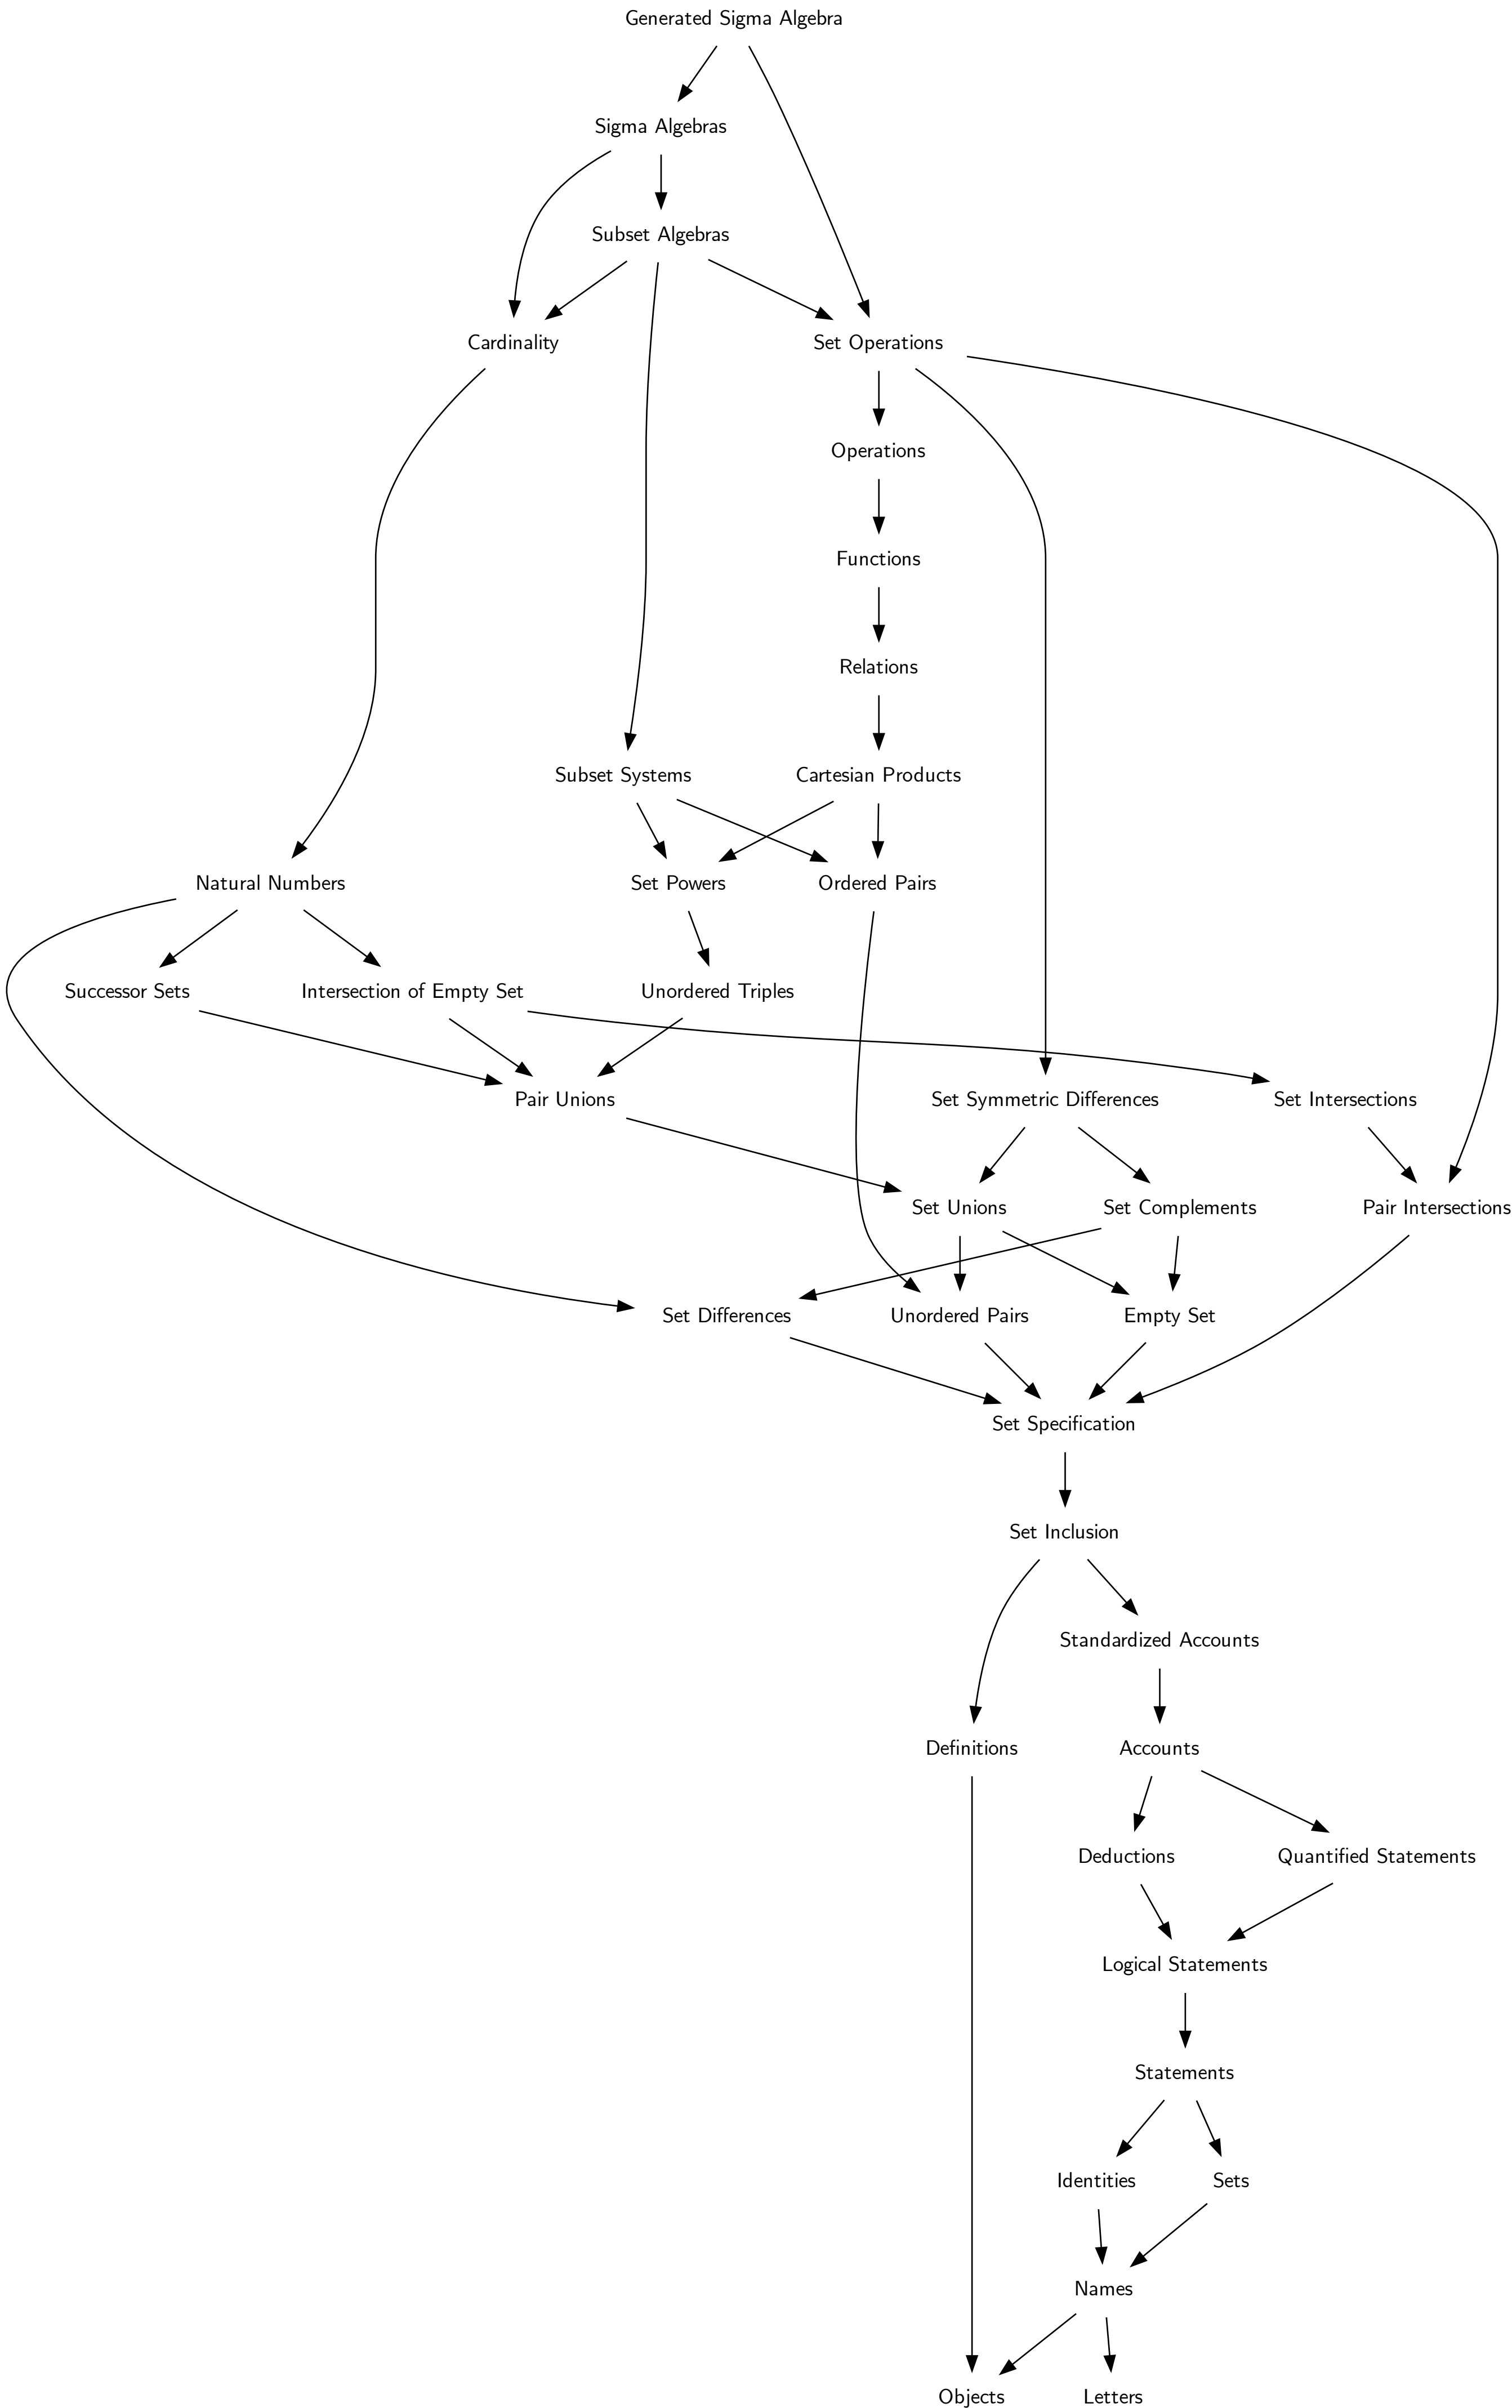 Generated Sigma Algebra
Sigma Algebras
Subset Algebras
Cardinality
Set Operations
Operations
Functions
Relations
Subset Systems
Cartesian Products
Natural Numbers
Set Powers
Ordered Pairs
Successor Sets
Intersection of Empty Set
Unordered Triples
Pair Unions
Set Symmetric Differences
Set Intersections
Set Unions
Set Complements
Pair Intersections
Set Differences
Unordered Pairs
Empty Set
Set Specification
Set Inclusion
Standardized Accounts
Definitions
Accounts
Deductions
Quantified Statements
Logical Statements
Statements
Identities
Sets
Names
Objects
Letters